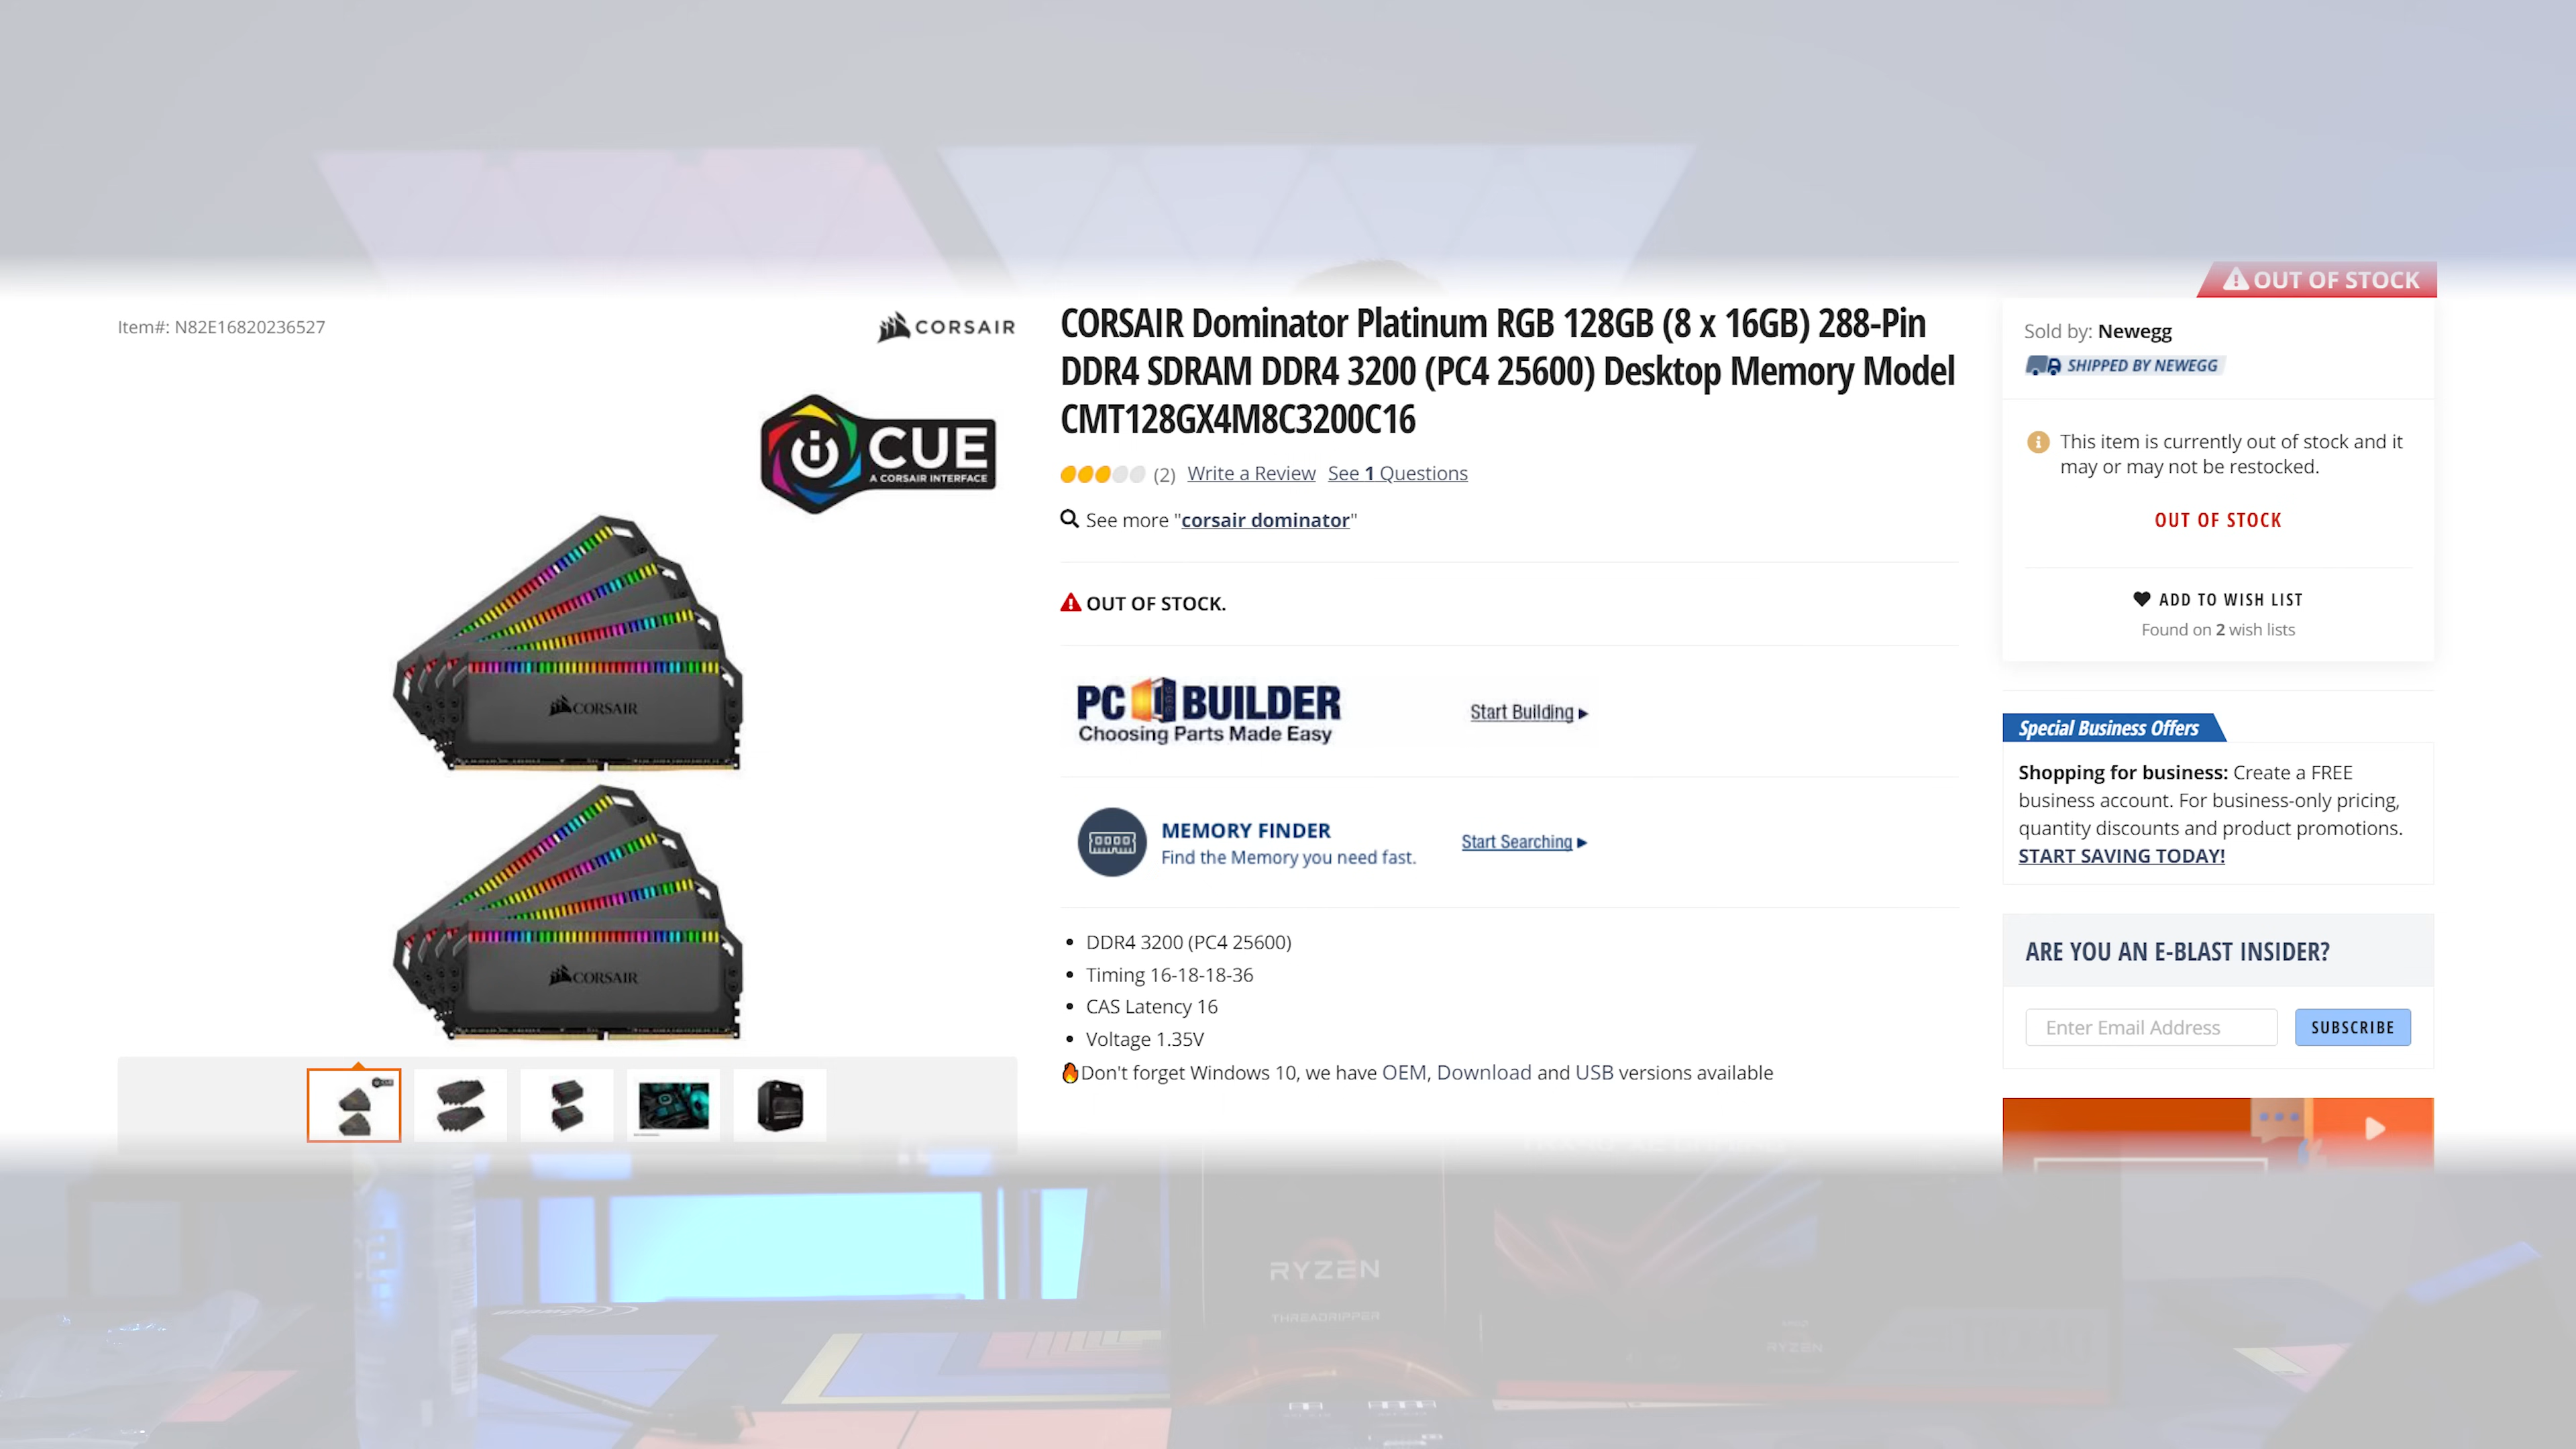 OUT OF STOCK
Item#: N82E16820236527
CORSAIR
iCUE
A CORSAIR INTERFACE
CORSAIR
CORSAIR
CORSAIR Dominator Platinum RGB 128GB (8 x 16GB) 288-Pin
DDR4 SDRAM DDR4 3200 (PC4 25600) Desktop Memory Model
CMT128GX4M8C3200C16
(2) Write a Review See 1 Questions
See more "corsair dominator"
OUT OF STOCK.
PC BUILDER
Choosing Parts Made Easy
Start Building
MEMORY FINDER
Find the Memory you need fast.
Start Searching
DDR4 3200 (PC4 25600)
Timing 16-18-18-36
CAS Latency 16
Voltage 1.35V
Don't forget Windows 10, we have OEM, Download and USB versions available
Sold by: Newegg
SHIPPED BY NEWEGG
This item is currently out of stock and it
may or may not be restocked.
OUT OF STOCK
ADD TO WISH LIST
Found on 2 wish lists
Special Business Offers
Shopping for business: Create a FREE
business account. For business-only pricing,
quantity discounts and product promotions.
START SAVING TODAY!
ARE YOU AN E-BLAST INSIDER?
Enter Email Address
SUBSCRIBE
RYZEN
THREADRIPPER
RYZEN